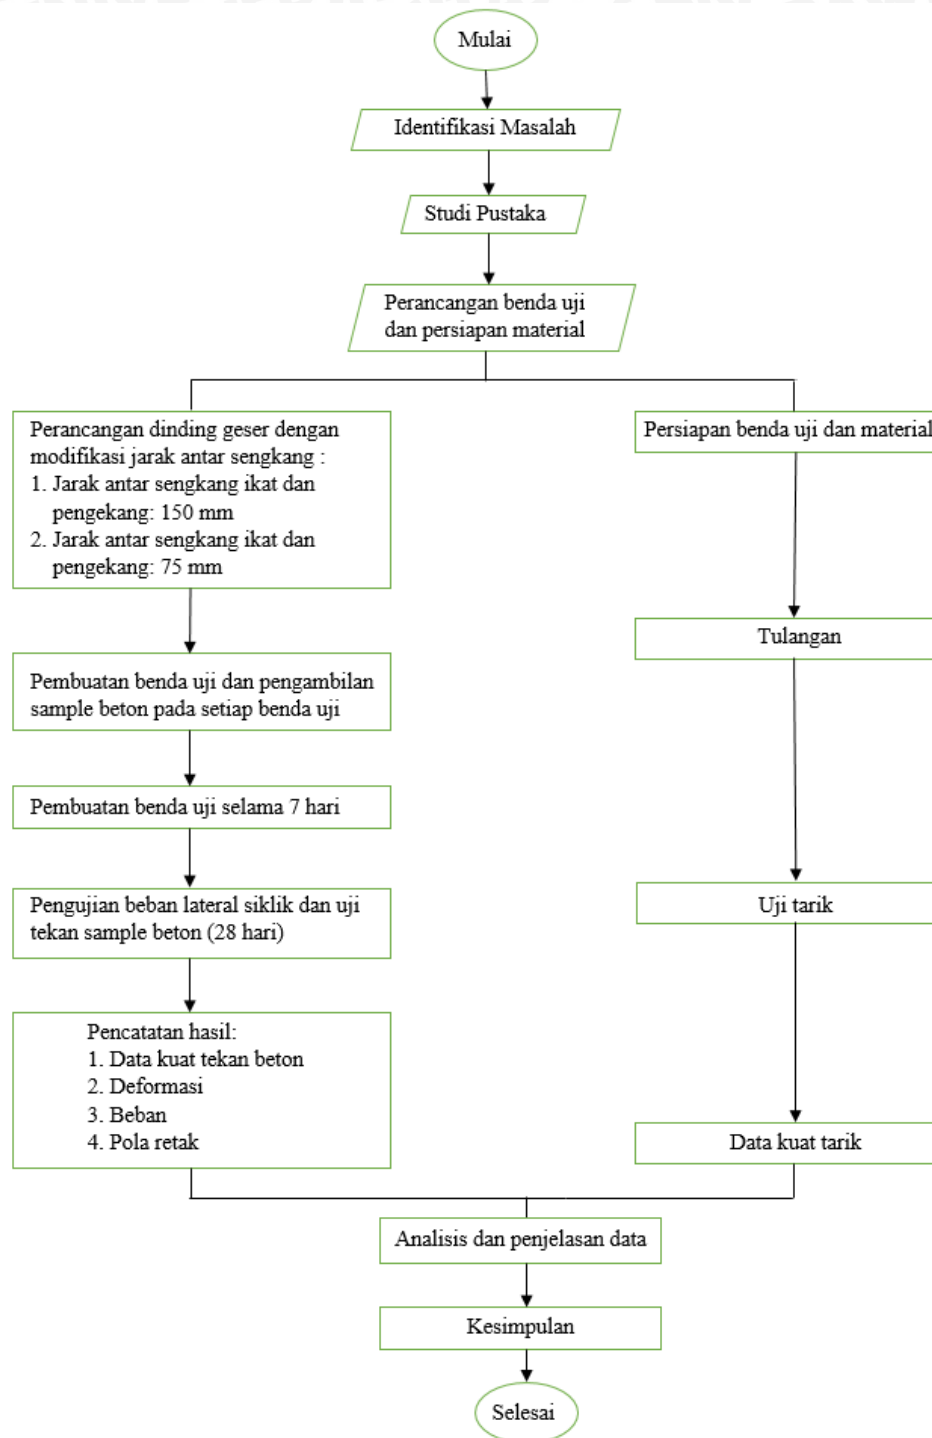 Mulai
Identifikasi Masalah
Studi Pustaka
Perancangan benda uji
dan persiapan material
Perancangan dinding geser dengan
modifikasi jarak antar sengkang :
1. Jarak antar sengkang ikat dan
pengekang: 150 mm
2. Jarak antar sengkang ikat dan
pengekang: 75 mm
Pembuatan benda uji dan pengambilan
sample beton pada setiap benda uji
Pembuatan benda uji selama 7 hari
Pengujian beban lateral siklik dan uji
tekan sample beton (28 hari)
Pencatatan hasil:
1. Data kuat tekan beton
2. Deformasi
3. Beban
4. Pola retak
Persiapan benda uji dan material
Tulangan
Uji tarik
Data kuat tarik
Analisis dan penjelasan data
Kesimpulan
Selesai